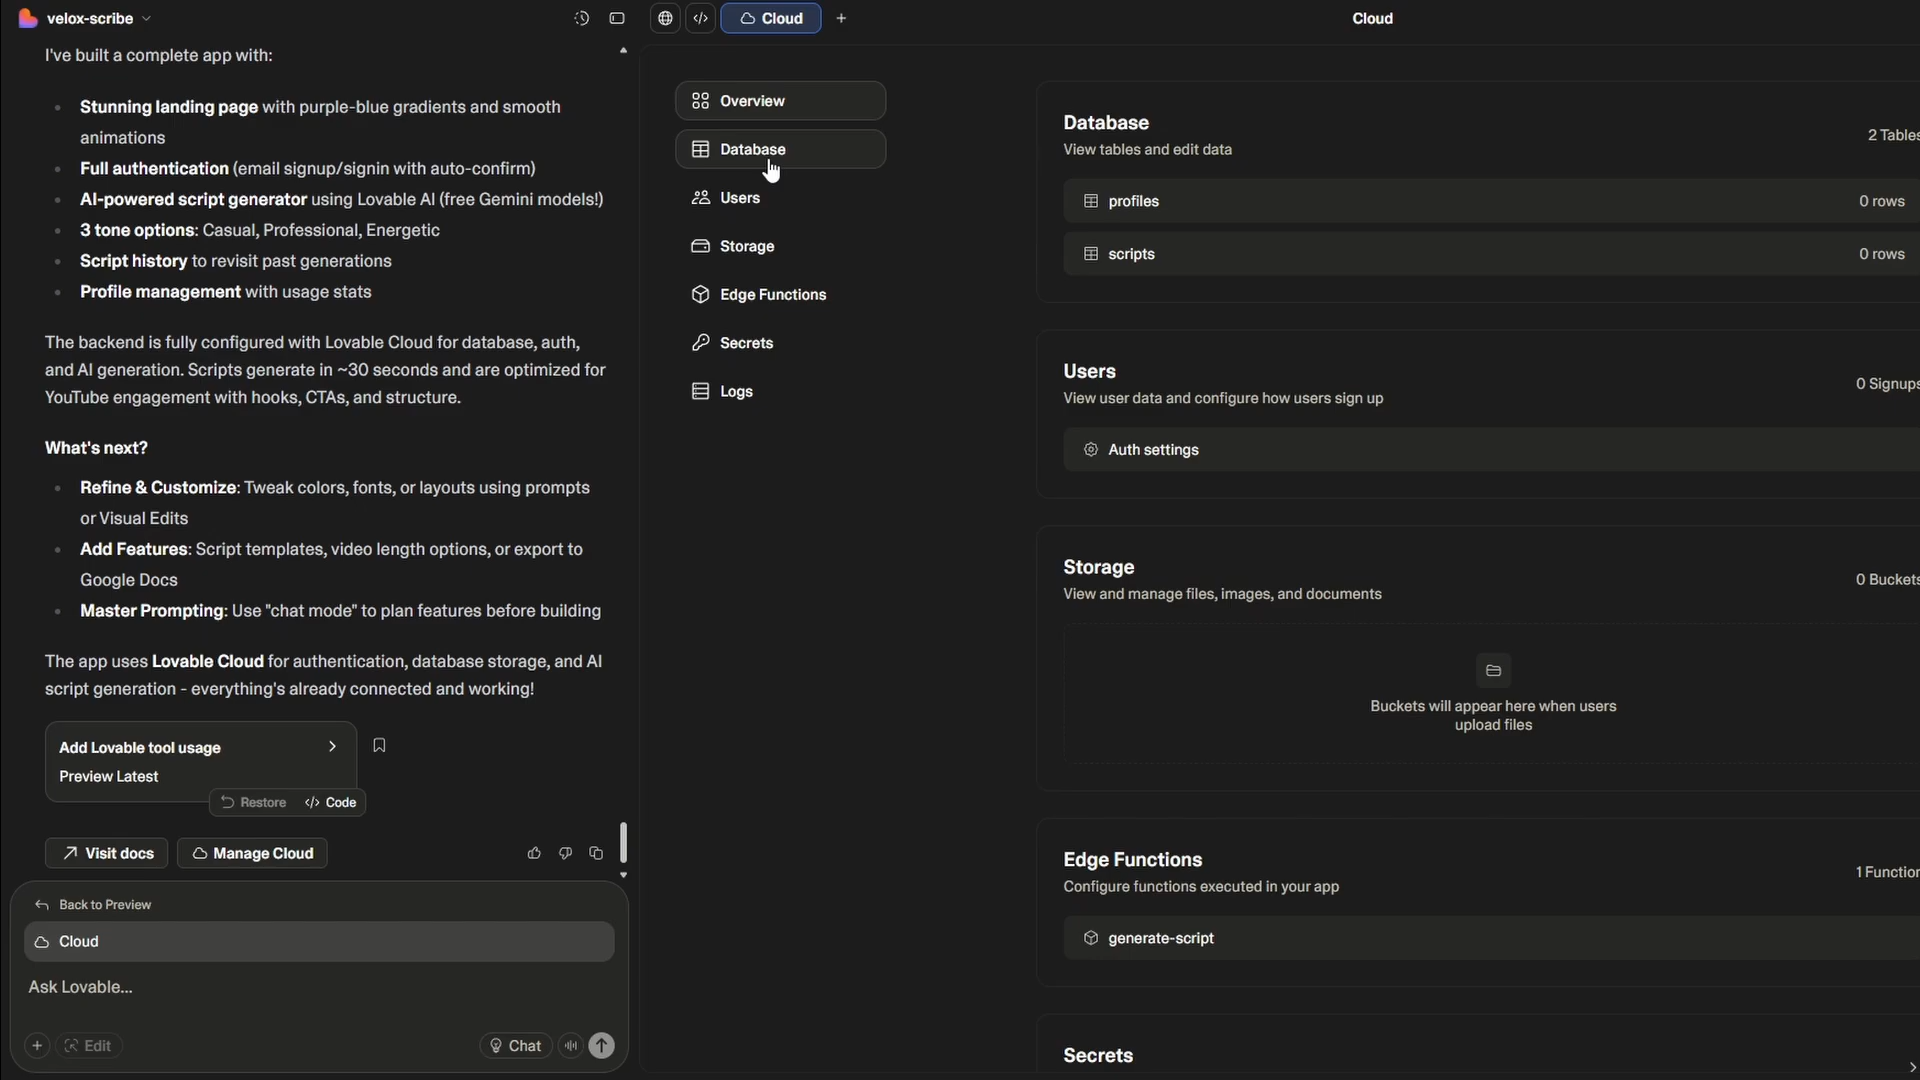 velox-scribe
Cloud
Cloud
I've built a complete app with:
Stunning landing page with purple-blue gradients and smooth
animations
Full authentication (email signup/signin with auto-confirm)
AI-powered script generator using Lovable AI (free Gemini models!)
3 tone options: Casual, Professional, Energetic
Script history to revisit past generations
Profile management with usage stats
The backend is fully configured with Lovable Cloud for database, auth,
and AI generation. Scripts generate in ~30 seconds and are optimized for
YouTube engagement with hooks, CTAs, and structure.
What's next?
Refine & Customize: Tweak colors, fonts, or layouts using prompts
or Visual Edits
Add Features: Script templates, video length options, or export to
Google Docs
Master Prompting: Use "chat mode" to plan features before building
The app uses Lovable Cloud for authentication, database storage, and AI
script generation - everything's already connected and working!
Add Lovable tool usage
Preview Latest
Restore
Code
Visit docs
Manage Cloud
Back to Preview
Cloud
Ask Lovable...
Edit
Chat
Overview
Database
Users
Storage
Edge Functions
Secrets
Logs
Database
2 Tables
View tables and edit data
profiles
0 rows
scripts
0 rows
Users
0 Signups
View user data and configure how users sign up
Auth settings
Storage
0 Buckets
View and manage files, images, and documents
Buckets will appear here when users
upload files
Edge Functions
1 Function
Configure functions executed in your app
generate-script
Secrets